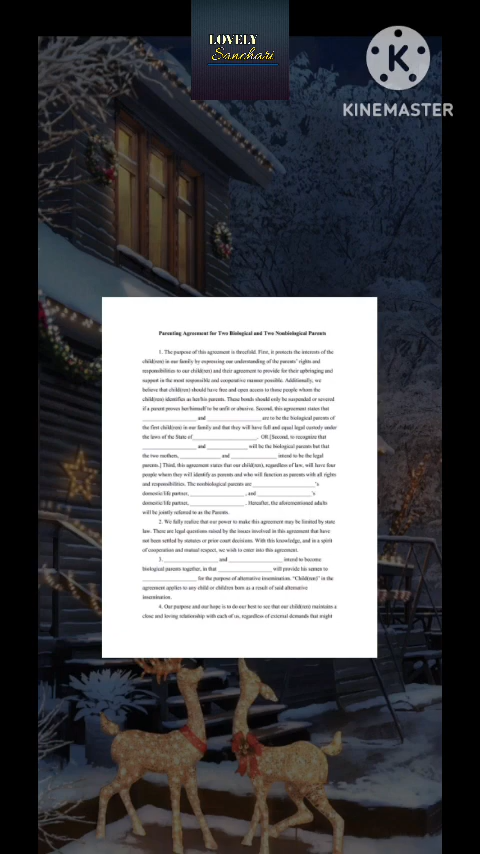 LOVELY
Sanchari
KINEMASTER
Parenting Agreement for Two Biological and Two Nonbiological Parents
1. The purpose of this agreement is threefold. First, it protects the interests of the
child(ren) in our family by expressing our understanding of the parents' rights and
responsibilities to our child(ren) and their agreement to provide for their upbringing and
support in the most responsible and cooperative manner possible. Additionally, we
believe that child(ren) should have free and open access to those people whom the
child(ren) identifies as her/his parents. These bonds should only be suspended or severed
if a parent proves her/himself to be unfit or abusive. Second, this agreement states that
____________ and ____________ are to be the biological parents of
the first child(ren) in our family and that they will have full and equal legal custody under
the laws of the State of ____________. OR [Second, to recognize that
____________ and ____________ will be the biological parents but that
the two mothers, ____________ and ____________ intend to be the legal
parents.] Third, this agreement states that our child(ren), regardless of law, will have four
people whom they will identify as parents and who will function as parents with all rights
and responsibilities. The nonbiological parents are ____________'s
domestic/life partner, ____________, and ____________'s
domestic/life partner, ____________. Hereafter, the aforementioned adults
will be jointly referred to as the Parents.
2. We fully realize that our power to make this agreement may be limited by state
law. There are legal questions raised by the issues involved in this agreement that have
not been settled by statutes or prior court decisions. With this knowledge, and in a spirit
of cooperation and mutual respect, we wish to enter into this agreement.
3. ____________ and ____________ intend to become
biological parents together, in that ____________ will provide his semen to
____________ for the purpose of alternative insemination. "Child(ren)" in the
agreement applies to any child or children born as a result of said alternative
insemination.
4. Our purpose and our hope is to do our best to see that our child(ren) maintains a
close and loving relationship with each of us, regardless of external demands that might